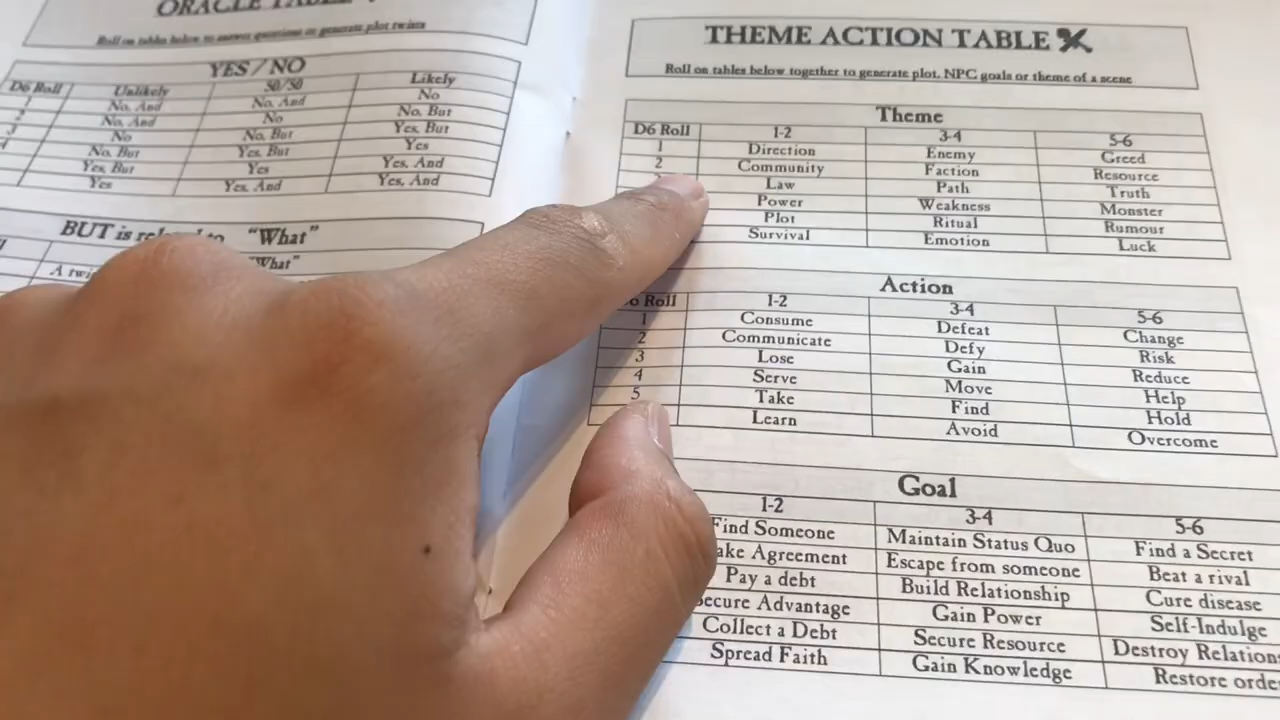 ORACLE TABLE
Roll on tables below to answer questions or generate plot twists
YES/NO
D6 Roll Unlikely 50/50 Likely
1 No, And No, And No
2 No, And No No, But
3 No No, But Yes, But
4 No, But Yes, But Yes
Yes, But Yes Yes, And
Yes Yes, And Yes, And
BUT is related to "What"
"What"
A twi
THEME ACTION TABLE
Roll on tables below together to generate plot, NPC goals or theme of a scene
Theme
D6 Roll 1-2 3-4 5-6
1 Direction Enemy Greed
2 Community Faction Resource
Law Path Truth
Power Weakness Monster
Plot Ritual Rumour
Survival Emotion Luck
Action
6 Roll 1-2 3-4 5-6
1 Consume Defeat Change
2 Communicate Defy Risk
3 Lose Gain Reduce
4 Serve Move Help
5 Take Find Hold
Learn Avoid Overcome
Goal
1-2 3-4 5-6
Find Someone Maintain Status Quo Find a Secret
ake Agreement Escape from someone Beat a rival
Pay a debt Build Relationship Cure disease
Secure Advantage Gain Power Self-Indulge
Collect a Debt Secure Resource Destroy Relation
Spread Faith Gain Knowledge Restore orde